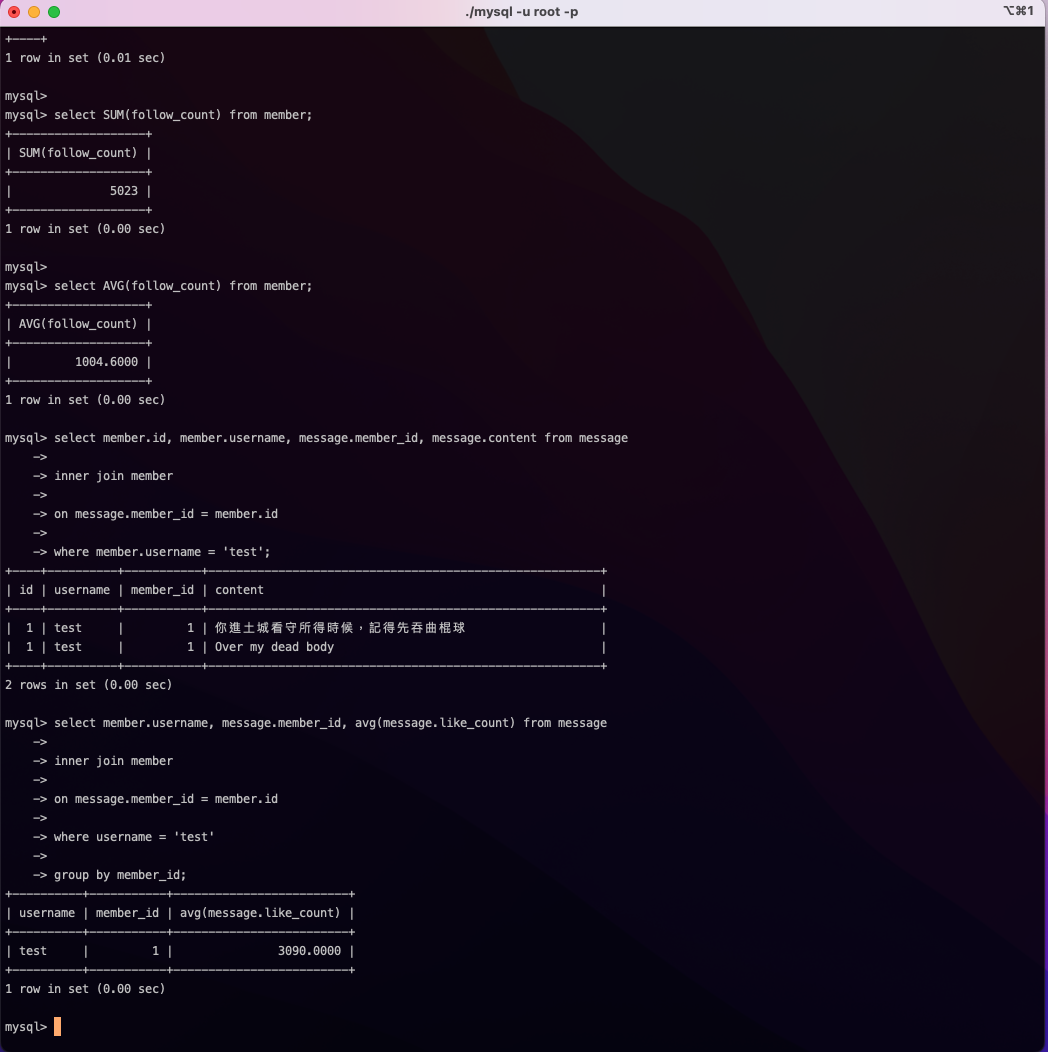 ./mysql -u root -p
⌥⌘1
+----+
1 row in set (0.01 sec)
mysql>
mysql> select SUM(follow_count) from member;
+-------------------+
| SUM(follow_count) |
+-------------------+
|              5023 |
+-------------------+
1 row in set (0.00 sec)
mysql>
mysql> select AVG(follow_count) from member;
+-------------------+
| AVG(follow_count) |
+-------------------+
|         1004.6000 |
+-------------------+
1 row in set (0.00 sec)
mysql> select member.id, member.username, message.member_id, message.content from message
    ->
    -> inner join member
    ->
    -> on message.member_id = member.id
    ->
    -> where member.username = 'test';
+----+----------+-----------+--------------------------------------------------------+
| id | username | member_id | content                                                |
+----+----------+-----------+--------------------------------------------------------+
|  1 | test     |         1 | 你進土城看守所得時候，記得先吞曲棍球                    |
|  1 | test     |         1 | Over my dead body                                      |
+----+----------+-----------+--------------------------------------------------------+
2 rows in set (0.00 sec)
mysql> select member.username, message.member_id, avg(message.like_count) from message
    ->
    -> inner join member
    ->
    -> on message.member_id = member.id
    ->
    -> where username = 'test'
    ->
    -> group by member_id;
+----------+-----------+-------------------------+
| username | member_id | avg(message.like_count) |
+----------+-----------+-------------------------+
| test     |         1 |               3090.0000 |
+----------+-----------+-------------------------+
1 row in set (0.00 sec)
mysql>